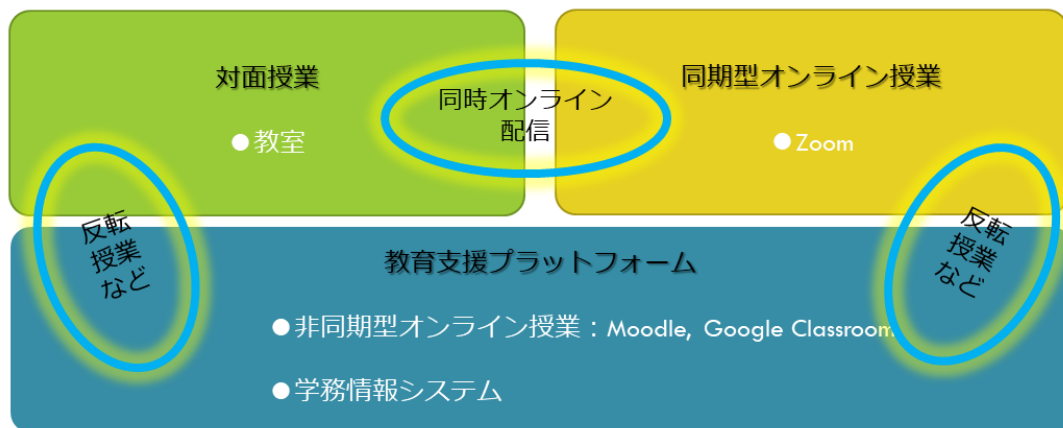 対面授業
●教室
同時オンライン
配信
同期型オンライン授業
●Zoom
反転
授業
など
教育支援プラットフォーム
●非同期型オンライン授業：Moodle, Google Classroom
●学務情報システム
反転
授業
など